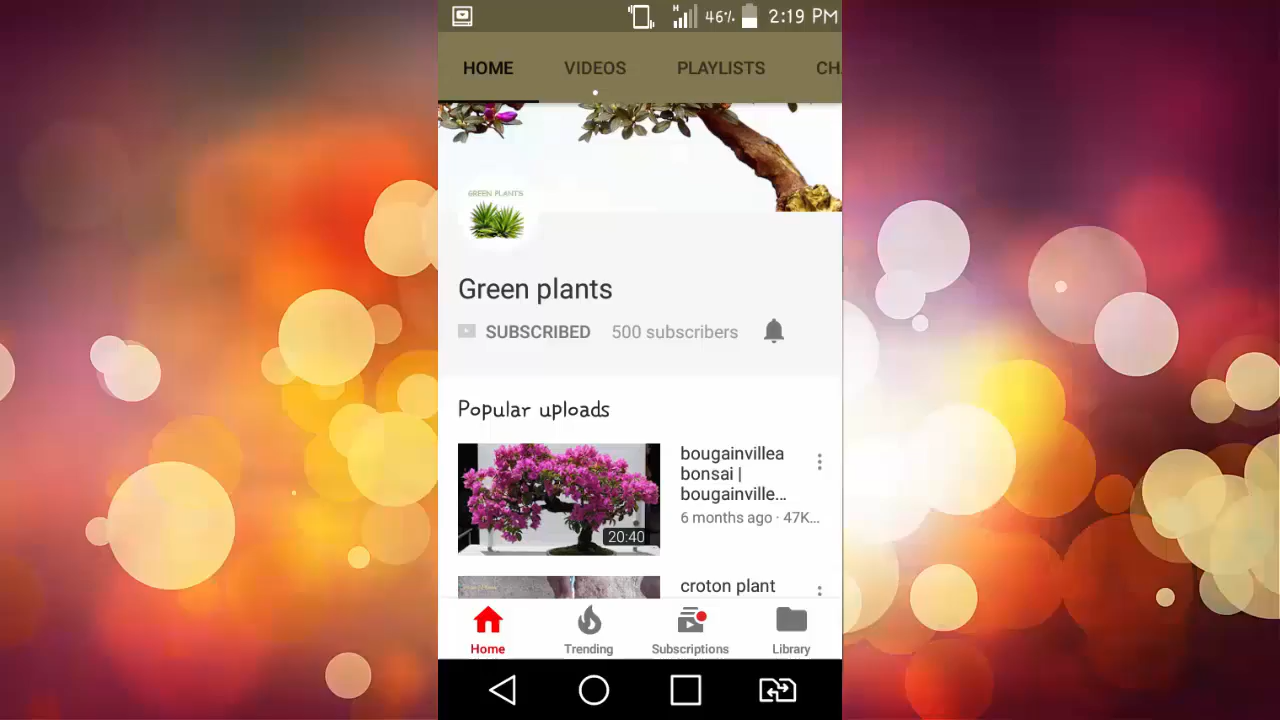 H 46% 2:19 PM
HOME VIDEOS PLAYLISTS CH
GREEN PLANTS
Green plants
SUBSCRIBED 500 subscribers
Popular uploads
bougainvillea
bonsai |
bougainville...
6 months ago · 47K...
20:40
croton plant
Home Trending Subscriptions Library